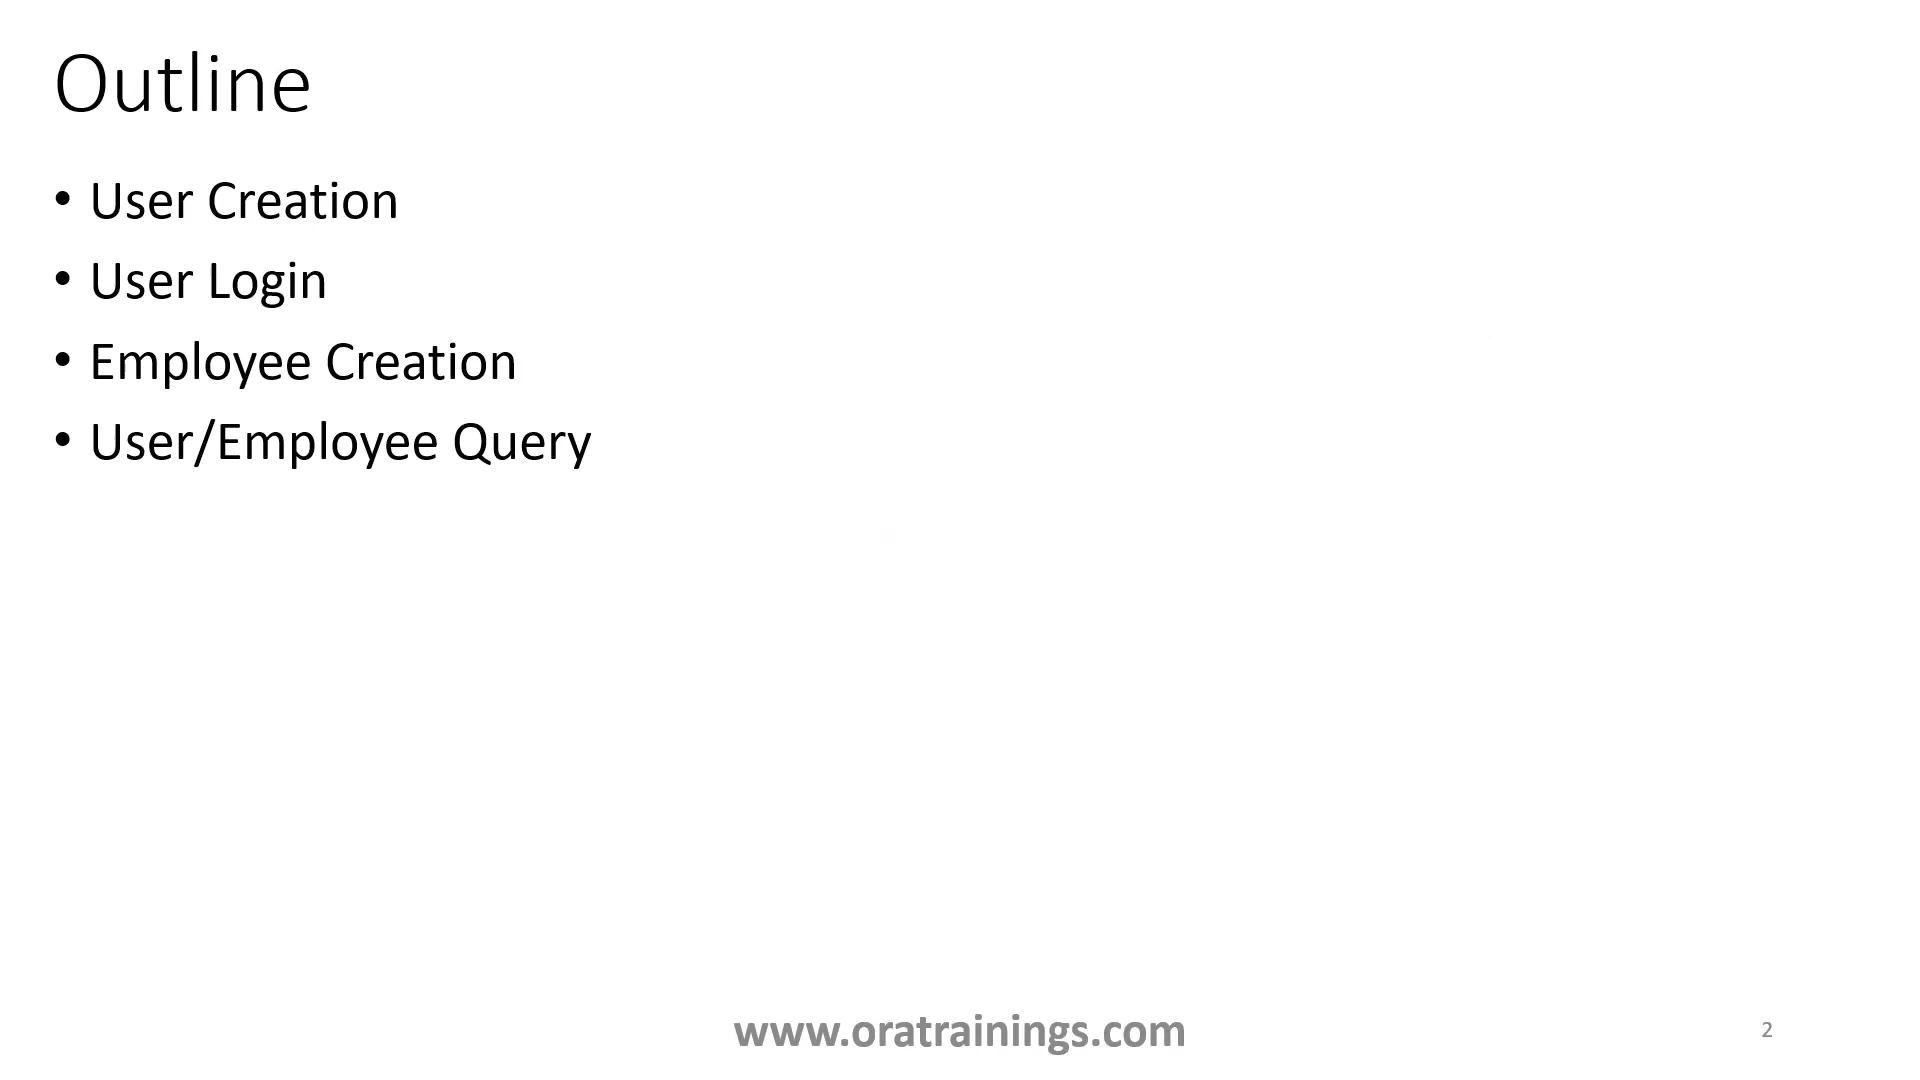 Outline
• User Creation
• User Login
• Employee Creation
• User/Employee Query
www.oratrainings.com
2